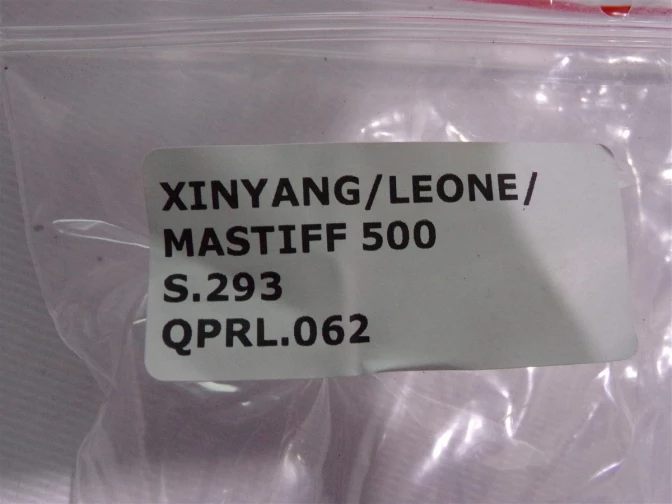 XINYANG/LEONE/
MASTIFF 500
S.293
QPRL.062